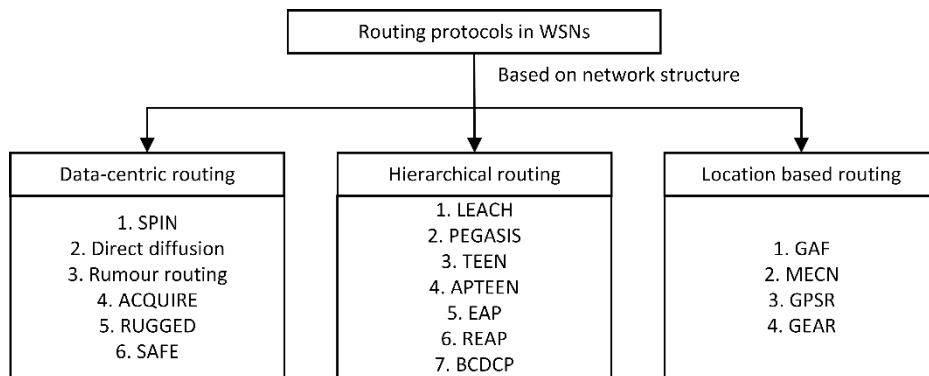 Routing protocols in WSNs
Based on network structure
Data-centric routing
1. SPIN
2. Direct diffusion
3. Rumour routing
4. ACQUIRE
5. RUGGED
6. SAFE
Hierarchical routing
1. LEACH
2. PEGASIS
3. TEEN
4. APTEEN
5. EAP
6. REAP
7. BCDCP
Location based routing
1. GAF
2. MECN
3. GPSR
4. GEAR